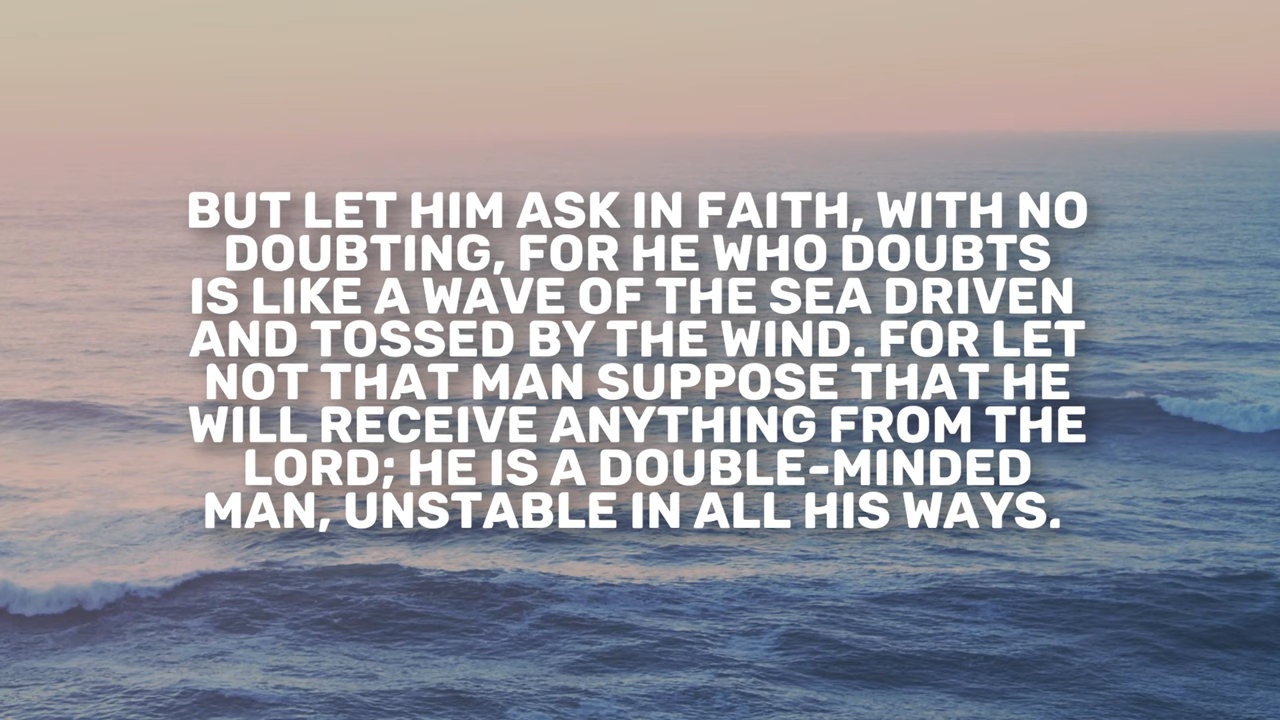 BUT LET HIM ASK IN FAITH, WITH NO
DOUBTING, FOR HE WHO DOUBTS
IS LIKE A WAVE OF THE SEA DRIVEN
AND TOSSED BY THE WIND. FOR LET
NOT THAT MAN SUPPOSE THAT HE
WILL RECEIVE ANYTHING FROM THE
LORD; HE IS A DOUBLE-MINDED
MAN, UNSTABLE IN ALL HIS WAYS.